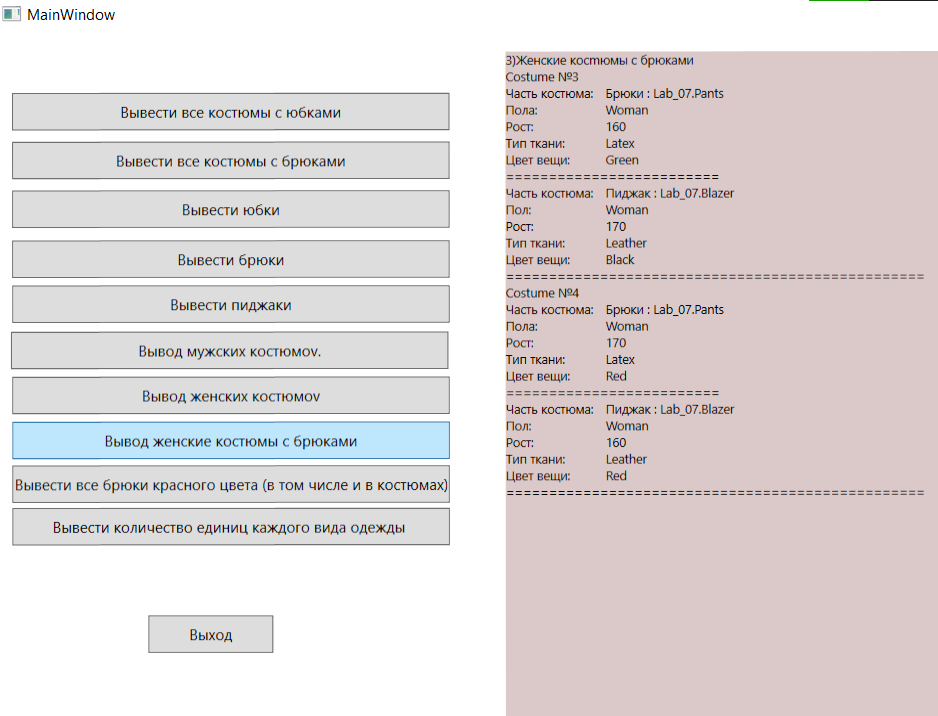 MainWindow
Вывести все костюмы с юбками
Вывести все костюмы с брюками
Вывести юбки
Вывести брюки
Вывести пиджаки
Вывод мужских костюмоv.
Вывод женских костюмоv
Вывод женские костюмы с брюками
Вывести все брюки красного цвета (в том числе и в костюмах)
Вывести количество единиц каждого вида одежды
Выход
3)Женские костюмы с брюками
Costume №3
Часть костюма: Брюки : Lab_07.Pants
Пола: Woman
Рост: 160
Тип ткани: Latex
Цвет вещи: Green
=========================
Часть костюма: Пиджак : Lab_07.Blazer
Пол: Woman
Рост: 170
Тип ткани: Leather
Цвет вещи: Black
=================================================
Costume №4
Часть костюма: Брюки : Lab_07.Pants
Пола: Woman
Рост: 170
Тип ткани: Latex
Цвет вещи: Red
=========================
Часть костюма: Пиджак : Lab_07.Blazer
Пол: Woman
Рост: 160
Тип ткани: Leather
Цвет вещи: Red
=================================================